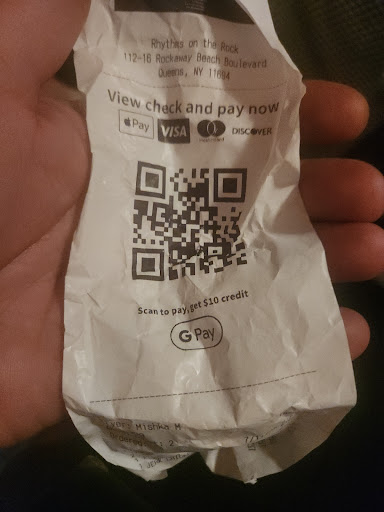 Rhythms on the Rock
112-16 Rockaway Beach Boulevard
Queens, NY 11694
View check and pay now
Pay VISA DISCOVER
Scan to pay, get $10 credit
G Pay
Mishka M